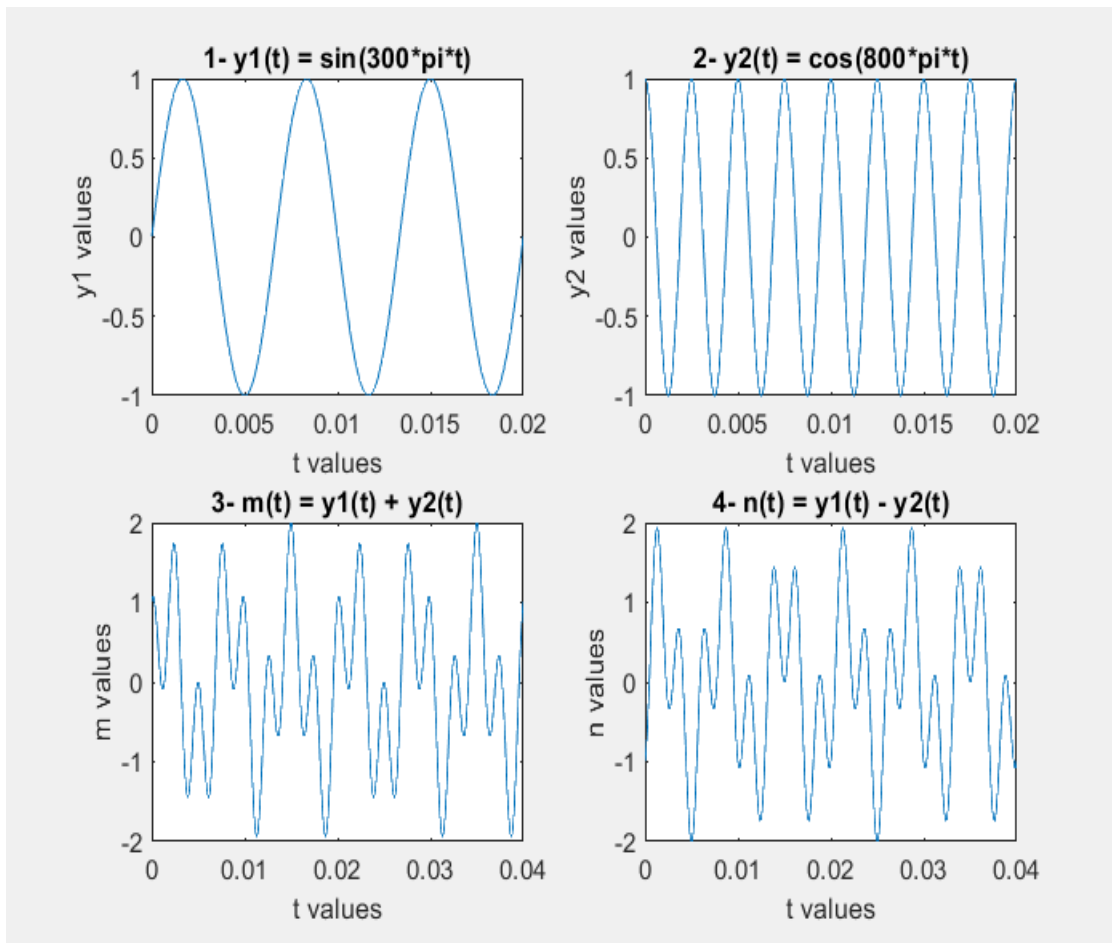 1- y1(t) = sin(300*pi*t)
1
0.5
0
-0.5
-1
y1 values
0 0.005 0.01 0.015 0.02
t values
2- y2(t) = cos(800*pi*t)
1
0.5
0
-0.5
-1
y2 values
0 0.005 0.01 0.015 0.02
t values
3- m(t) = y1(t) + y2(t)
2
1
0
-1
-2
m values
0 0.01 0.02 0.03 0.04
t values
4- n(t) = y1(t) - y2(t)
2
1
0
-1
-2
n values
0 0.01 0.02 0.03 0.04
t values